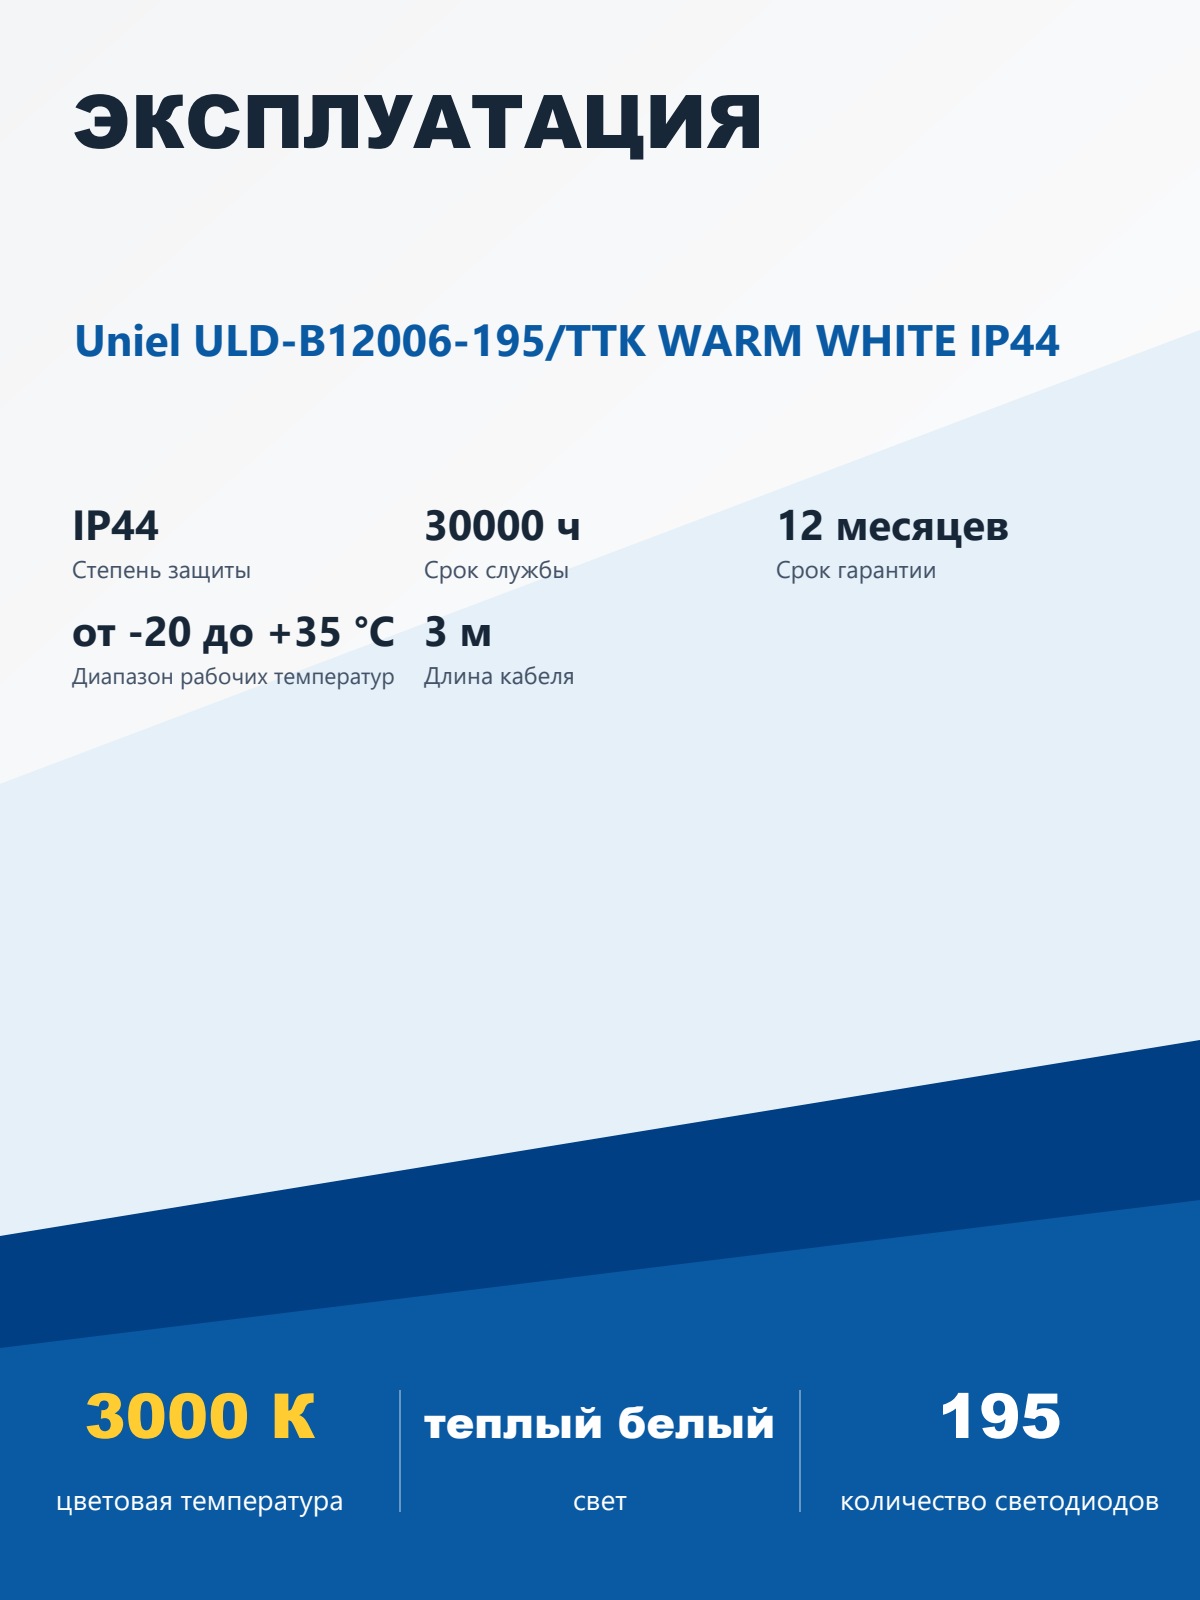 ЭКСПЛУАТАЦИЯ
Uniel ULD-B12006-195/TTK WARM WHITE IP44
IP44
Степень защиты
30000 ч
Срок службы
12 месяцев
Срок гарантии
от -20 до +35 °C
Диапазон рабочих температур
3 м
Длина кабеля
3000 К
цветовая температура
теплый белый
свет
195
количество светодиодов